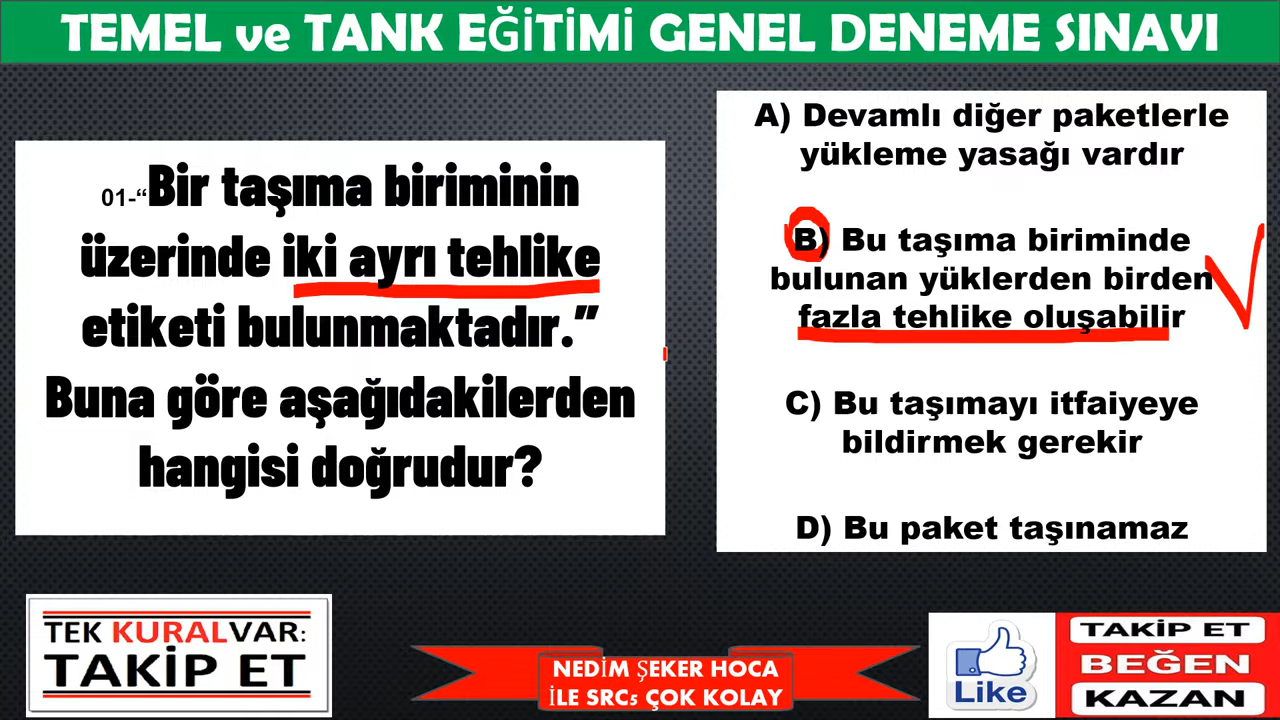 TEMEL ve TANK EĞİTİMİ GENEL DENEME SINAVI
01-“Bir taşıma biriminin
üzerinde iki ayrı tehlike
etiketi bulunmaktadır.”
Buna göre aşağıdakilerden
hangisi doğrudur?
A) Devamlı diğer paketlerle
yükleme yasağı vardır
B) Bu taşıma biriminde
bulunan yüklerden birden
fazla tehlike oluşabilir
C) Bu taşımayı itfaiyeye
bildirmek gerekir
D) Bu paket taşınamaz
TEK KURAL VAR:
TAKİP ET
NEDİM ŞEKER HOCA
İLE SRC5 ÇOK KOLAY
Like
TAKİP ET
BEĞEN
KAZAN